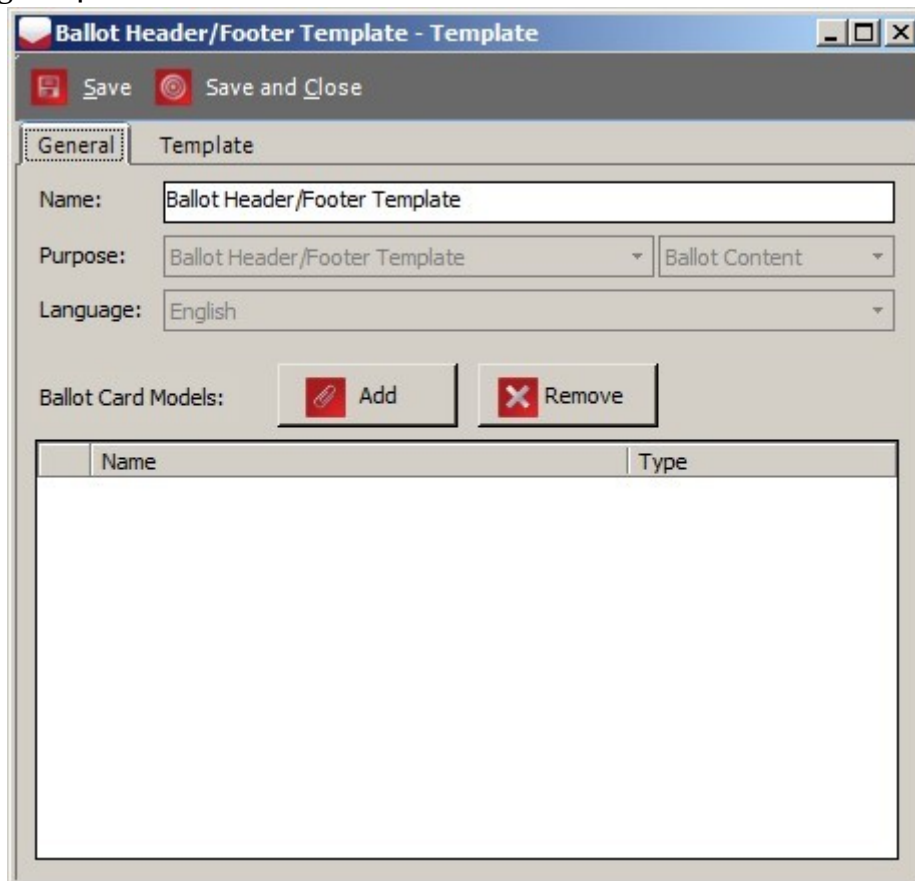 Ballot Header/Footer Template - Template
Save Save and Close
General Template
Name: Ballot Header/Footer Template
Purpose: Ballot Header/Footer Template Ballot Content
Language: English
Ballot Card Models: Add Remove
Name Type